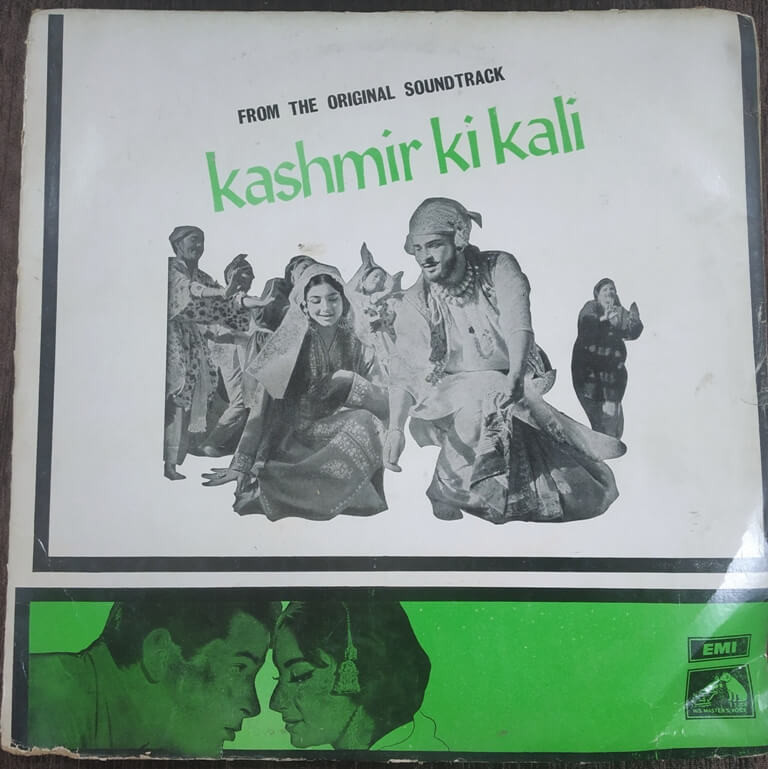 FROM THE ORIGINAL SOUNDTRACK
kashmir ki kali
EMI
HIS MASTER'S VOICE